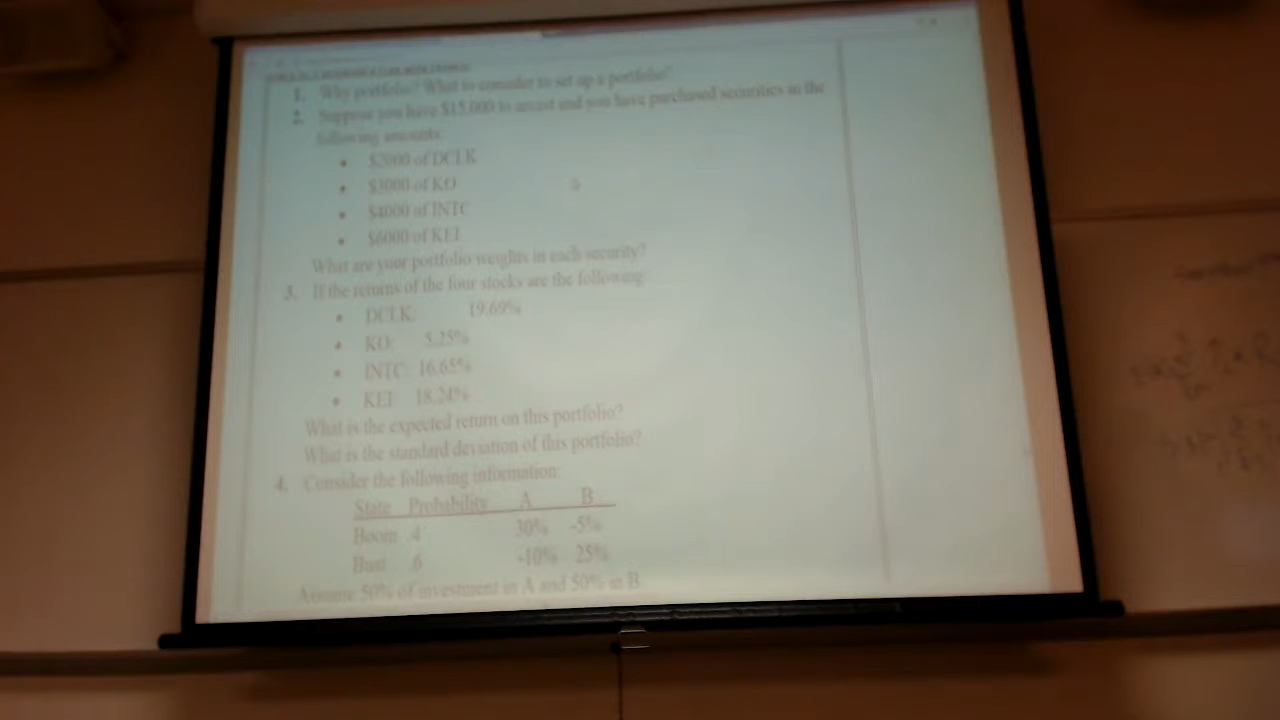 1. Why portfolio? What to consider to set up a portfolio?
2. Suppose you have $15,000 to invest and you have purchased securities in the
following amounts:
• $2000 of DCLK
• $3000 of KO
• $4000 of INTC
• $6000 of KEI
What are your portfolio weights in each security?
3. If the returns of the four stocks are the following:
• DCLK: 19.69%
• KO: 5.25%
• INTC: 16.65%
• KEI: 18.24%
What is the expected return on this portfolio?
What is the standard deviation of this portfolio?
4. Consider the following information:
State Probability A B
Boom .4 30% -5%
Bust .6 -10% 25%
Assume 50% of investment in A and 50% in B